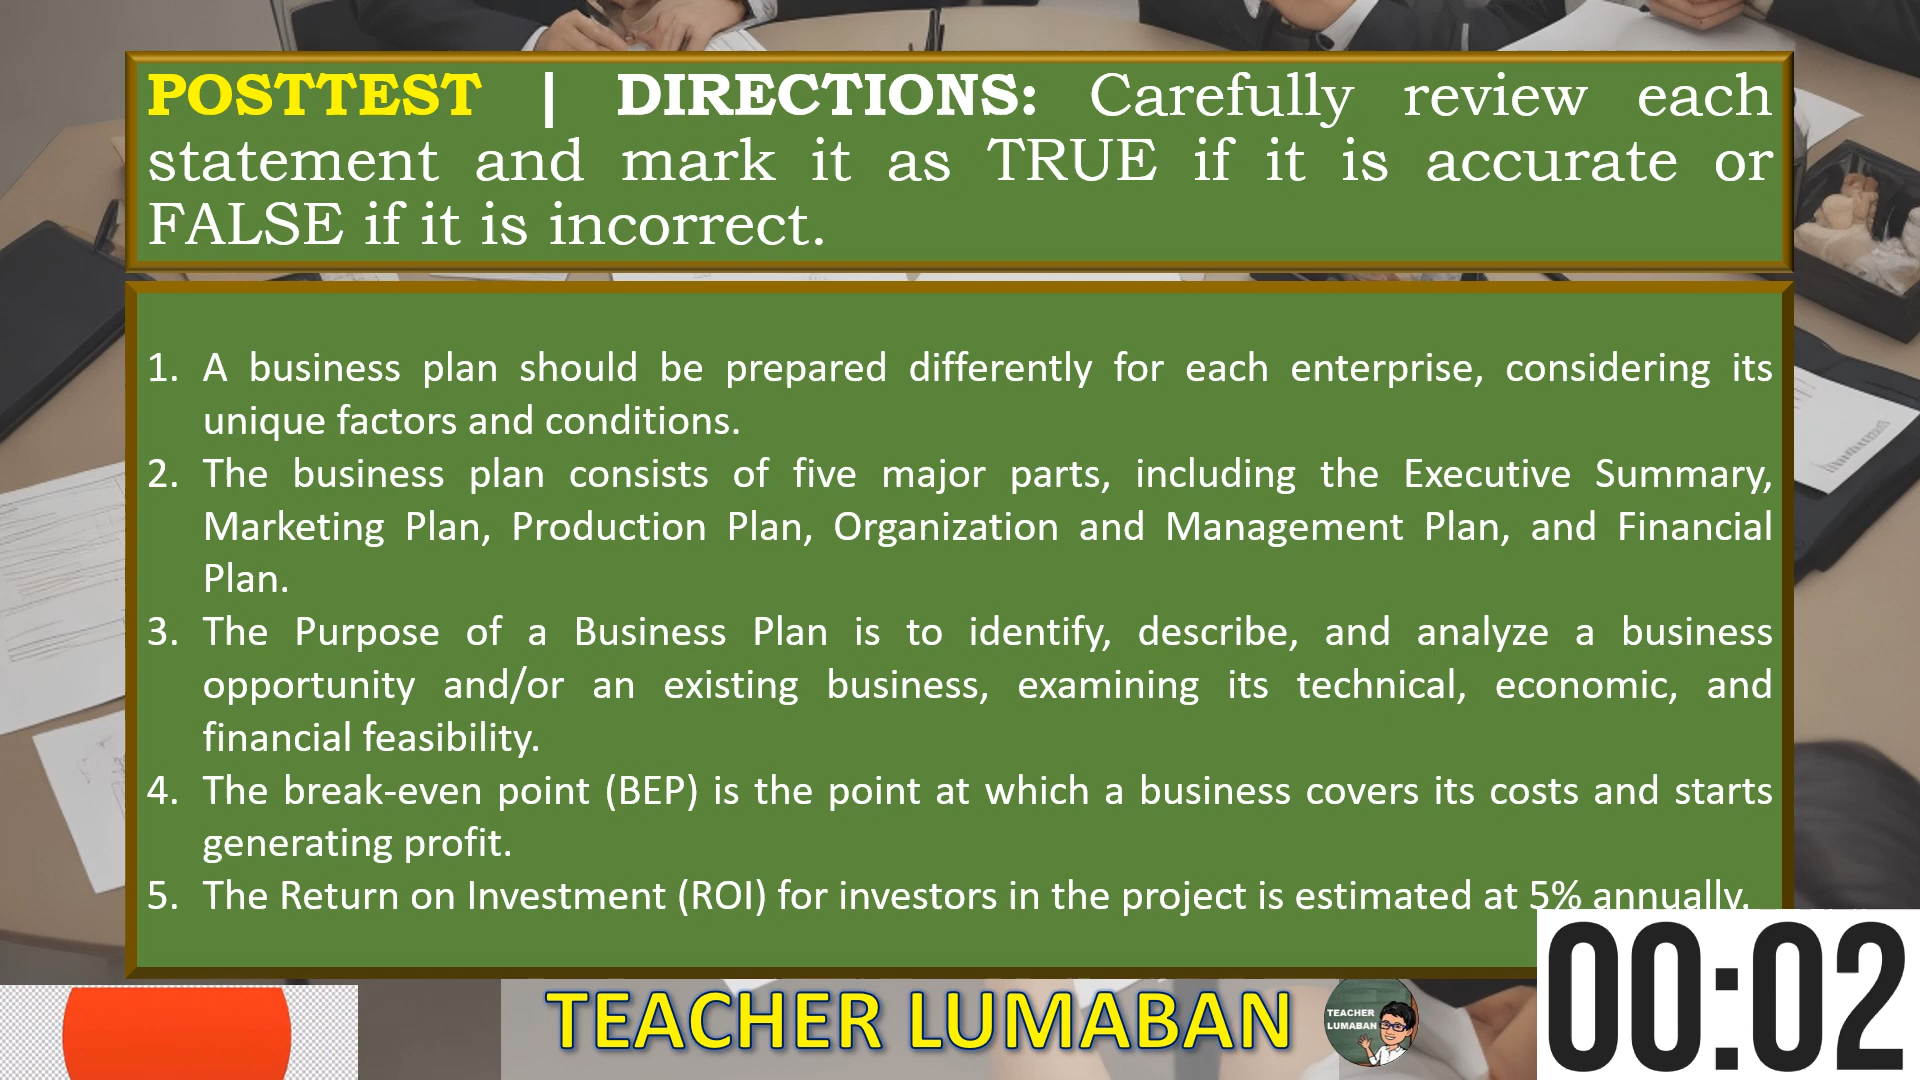 POSTTEST | DIRECTIONS: Carefully review each
statement and mark it as TRUE if it is accurate or
FALSE if it is incorrect.
1. A business plan should be prepared differently for each enterprise, considering its
unique factors and conditions.
2. The business plan consists of five major parts, including the Executive Summary,
Marketing Plan, Production Plan, Organization and Management Plan, and Financial
Plan.
3. The Purpose of a Business Plan is to identify, describe, and analyze a business
opportunity and/or an existing business, examining its technical, economic, and
financial feasibility.
4. The break-even point (BEP) is the point at which a business covers its costs and starts
generating profit.
5. The Return on Investment (ROI) for investors in the project is estimated at 5% annually.
00:02
TEACHER LUMABAN
TEACHER
LUMABAN